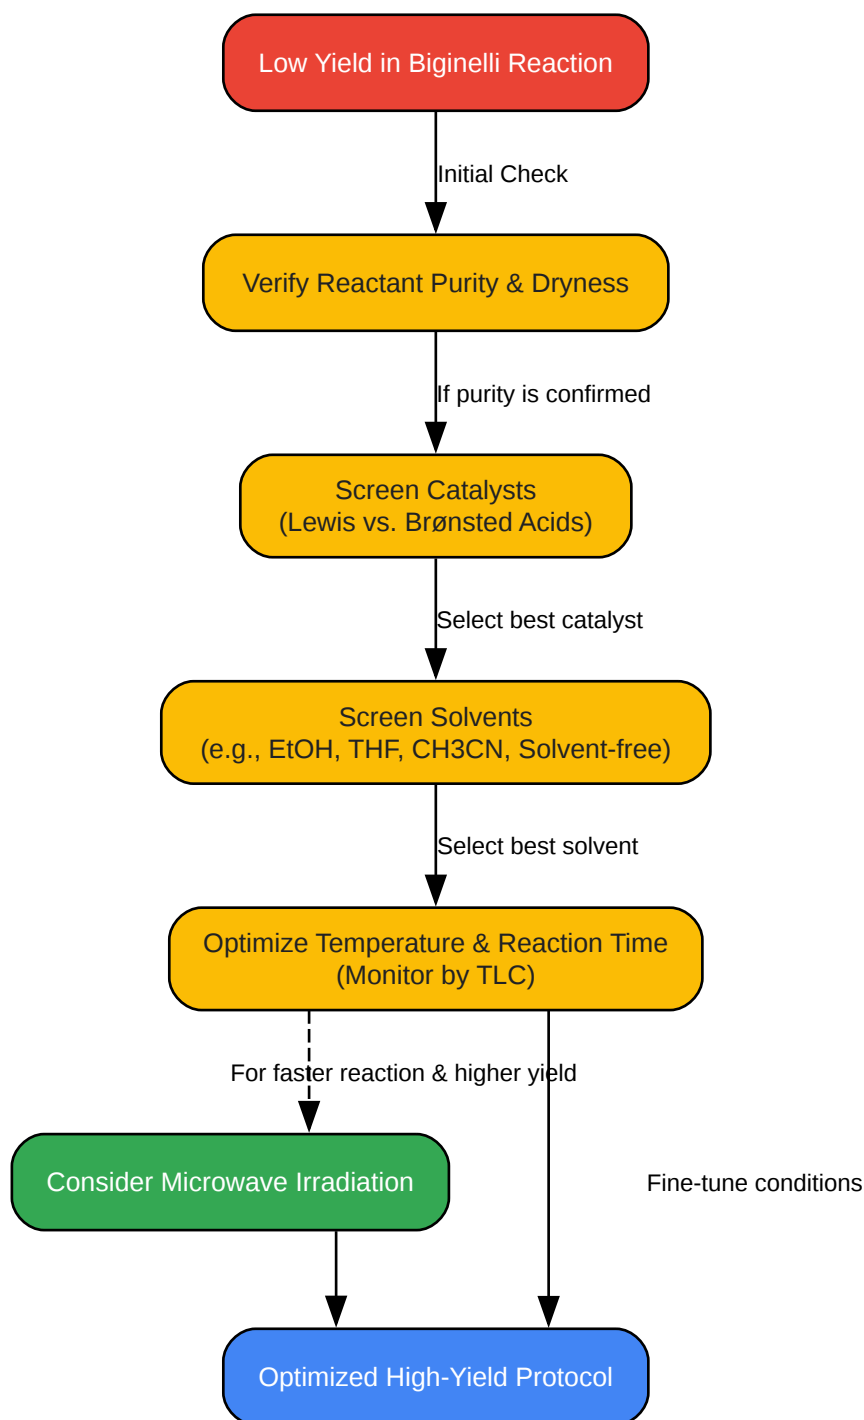 Low Yield in Biginelli Reaction
Initial Check
Verify Reactant Purity & Dryness
If purity is confirmed
Screen Catalysts
(Lewis vs. Brønsted Acids)
Select best catalyst
Screen Solvents
(e.g., EtOH, THF, CH3CN, Solvent-free)
Select best solvent
Optimize Temperature & Reaction Time
(Monitor by TLC)
For faster reaction & higher yield
Consider Microwave Irradiation
Fine-tune conditions
Optimized High-Yield Protocol